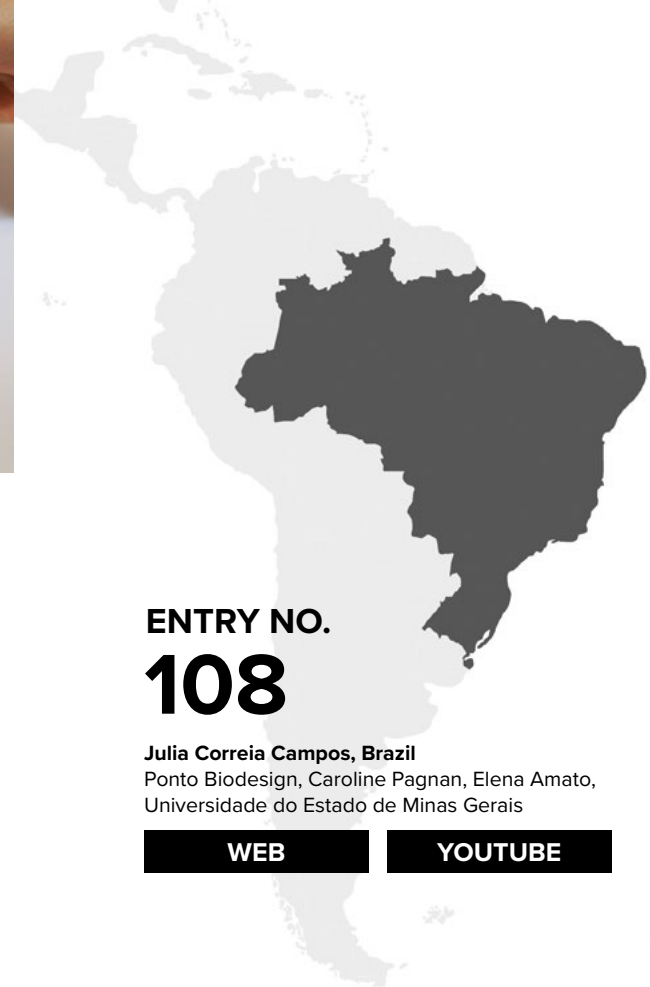 ENTRY NO.
108
Julia Correia Campos, Brazil
Ponto Biodesign, Caroline Pagnan, Elena Amato,
Universidade do Estado de Minas Gerais
WEB
YOUTUBE